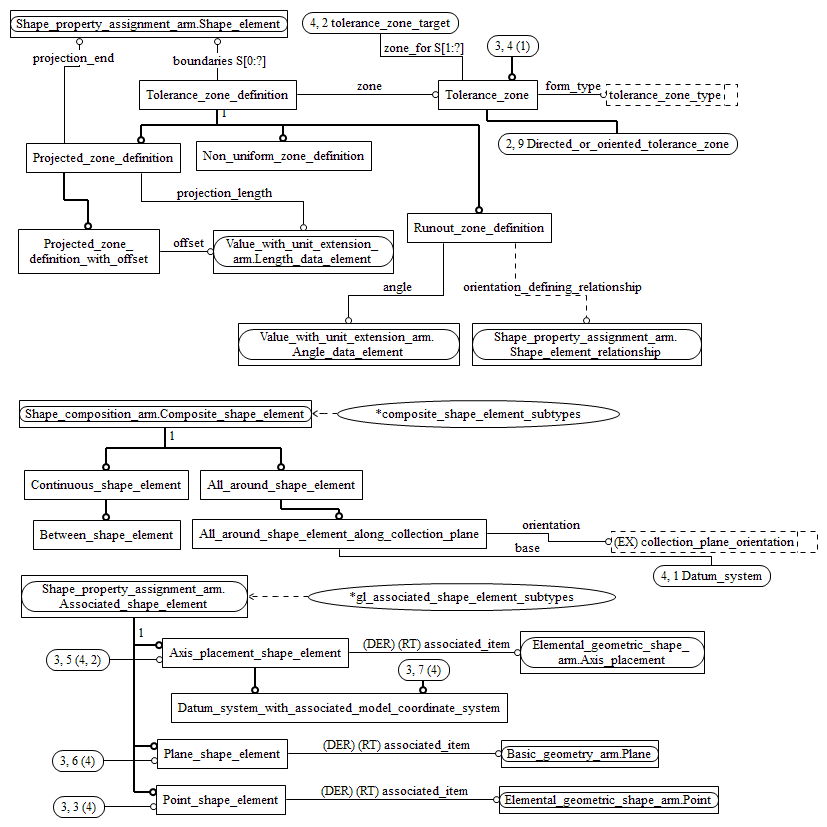 Shape_property_assignment_arm.Shape_element
4, 2 tolerance_zone_target
projection_end
boundaries S[0:?]
zone_for S[1:?]
3, 4 (1)
Tolerance_zone_definition
zone
Tolerance_zone
form_type
tolerance_zone_type
1
2, 9 Directed_or_oriented_tolerance_zone
Projected_zone_definition
Non_uniform_zone_definition
projection_length
Runout_zone_definition
Projected_zone_
definition_with_offset
offset
Value_with_unit_extension_
arm.Length_data_element
angle
orientation_defining_relationship
Value_with_unit_extension_arm.
Angle_data_element
Shape_property_assignment_arm.
Shape_element_relationship
Shape_composition_arm.Composite_shape_element
*composite_shape_element_subtypes
1
Continuous_shape_element
All_around_shape_element
Between_shape_element
All_around_shape_element_along_collection_plane
orientation
(EX) collection_plane_orientation
base
4, 1 Datum_system
Shape_property_assignment_arm.
Associated_shape_element
*gl_associated_shape_element_subtypes
1
3, 5 (4, 2)
Axis_placement_shape_element
(DER) (RT) associated_item
Elemental_geometric_shape_
arm.Axis_placement
3, 7 (4)
Datum_system_with_associated_model_coordinate_system
3, 6 (4)
Plane_shape_element
(DER) (RT) associated_item
Basic_geometry_arm.Plane
3, 3 (4)
Point_shape_element
(DER) (RT) associated_item
Elemental_geometric_shape_arm.Point